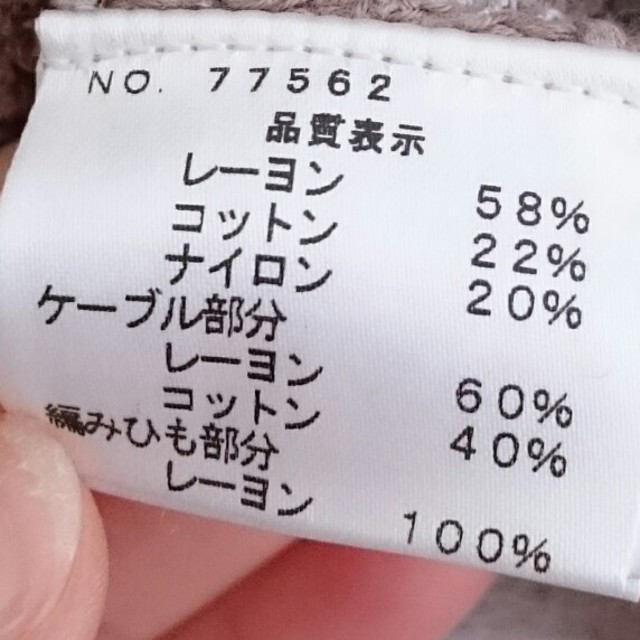 NO. 77562
品質表示
レーヨン 58%
コットン 22%
ナイロン 20%
ケーブル部分
レーヨン 60%
コットン 40%
編みひも部分
レーヨン 100%